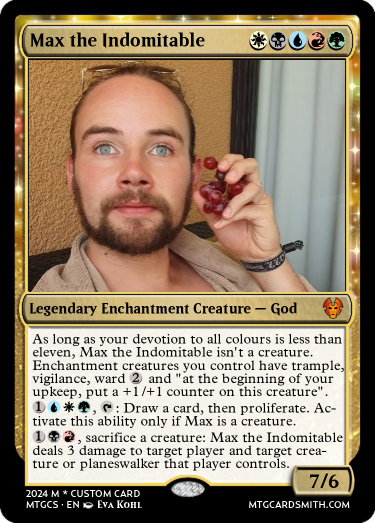 Max the Indomitable
Legendary Enchantment Creature — God
As long as your devotion to all colours is less than
eleven, Max the Indomitable isn't a creature.
Enchantment creatures you control have trample,
vigilance, ward 2 and "at the beginning of your
upkeep, put a +1/+1 counter on this creature".
1, : Draw a card, then proliferate. Ac-
tivate this ability only if Max is a creature.
1, sacrifice a creature: Max the Indomitable
deals 3 damage to target player and target crea-
ture or planeswalker that player controls.
7/6
2024 M * CUSTOM CARD
MTGCS · EN Eva Kohl
MTGCARDSMITH.COM